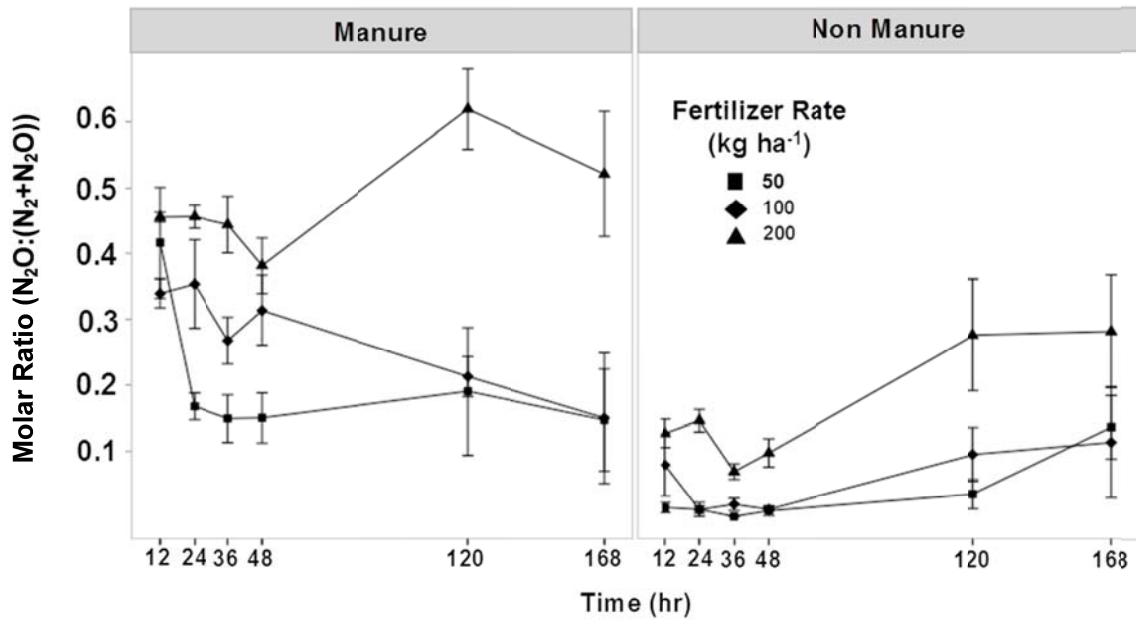 Manure
Non Manure
Molar Ratio (N₂O:(N₂+N₂O))
0.6
0.5
0.4
0.3
0.2
0.1
Fertilizer Rate
(kg ha⁻¹)
50
100
200
12 24 36 48 120 168
12 24 36 48 120 168
Time (hr)